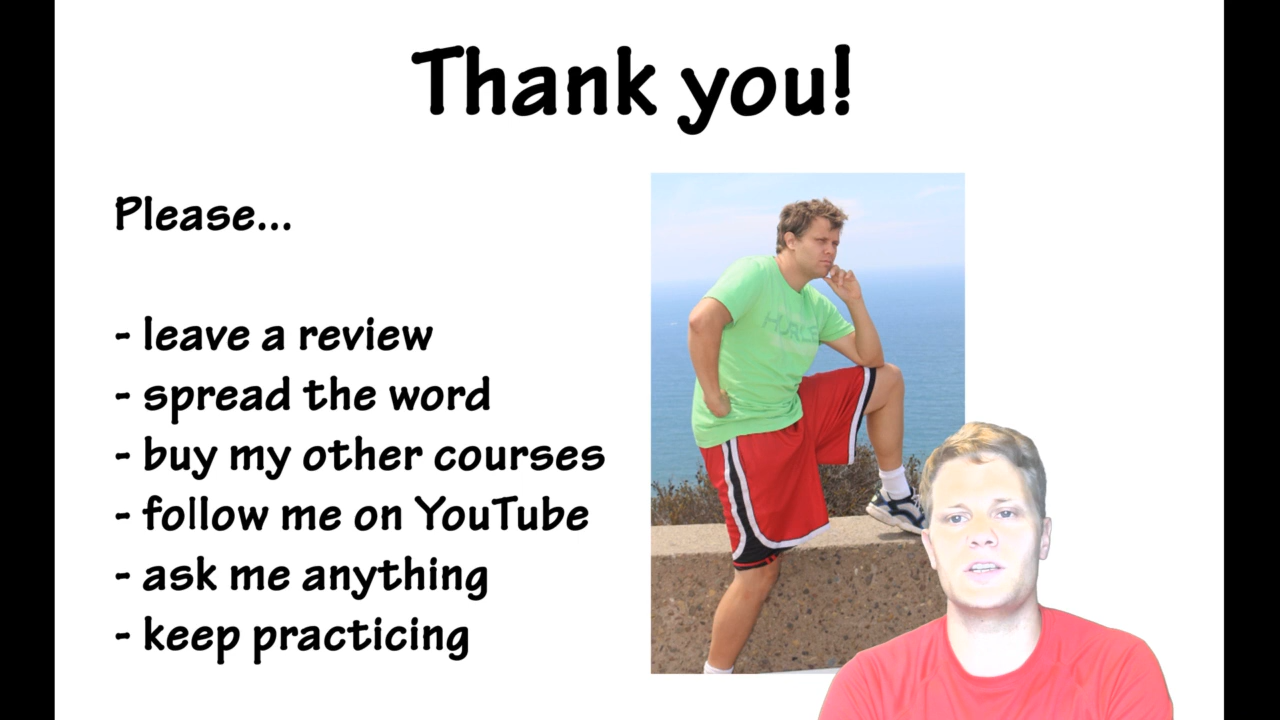 Thank you!
Please...
- leave a review
- spread the word
- buy my other courses
- follow me on YouTube
- ask me anything
- keep practicing